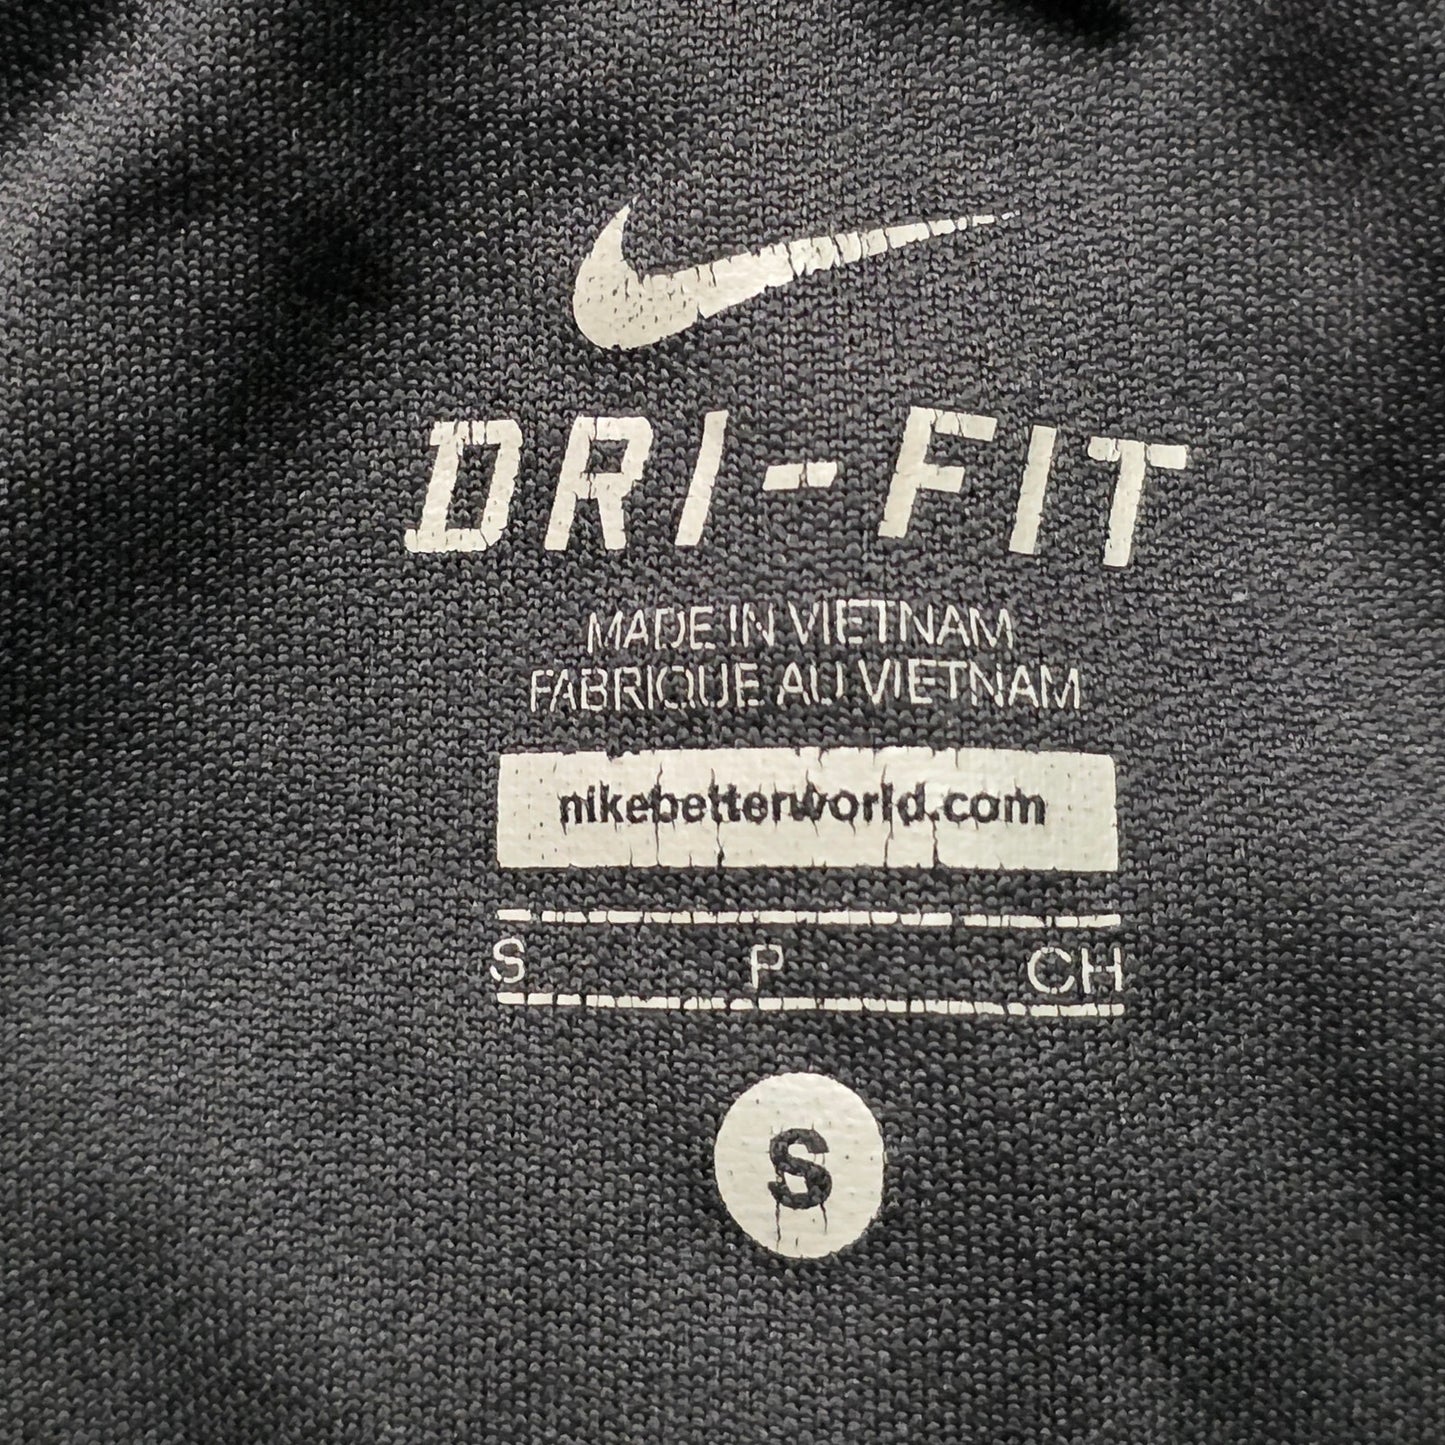 DRI-FIT
MADE IN VIETNAM
FABRIQUE AU VIETNAM
nikebetterworld.com
S P CH
S